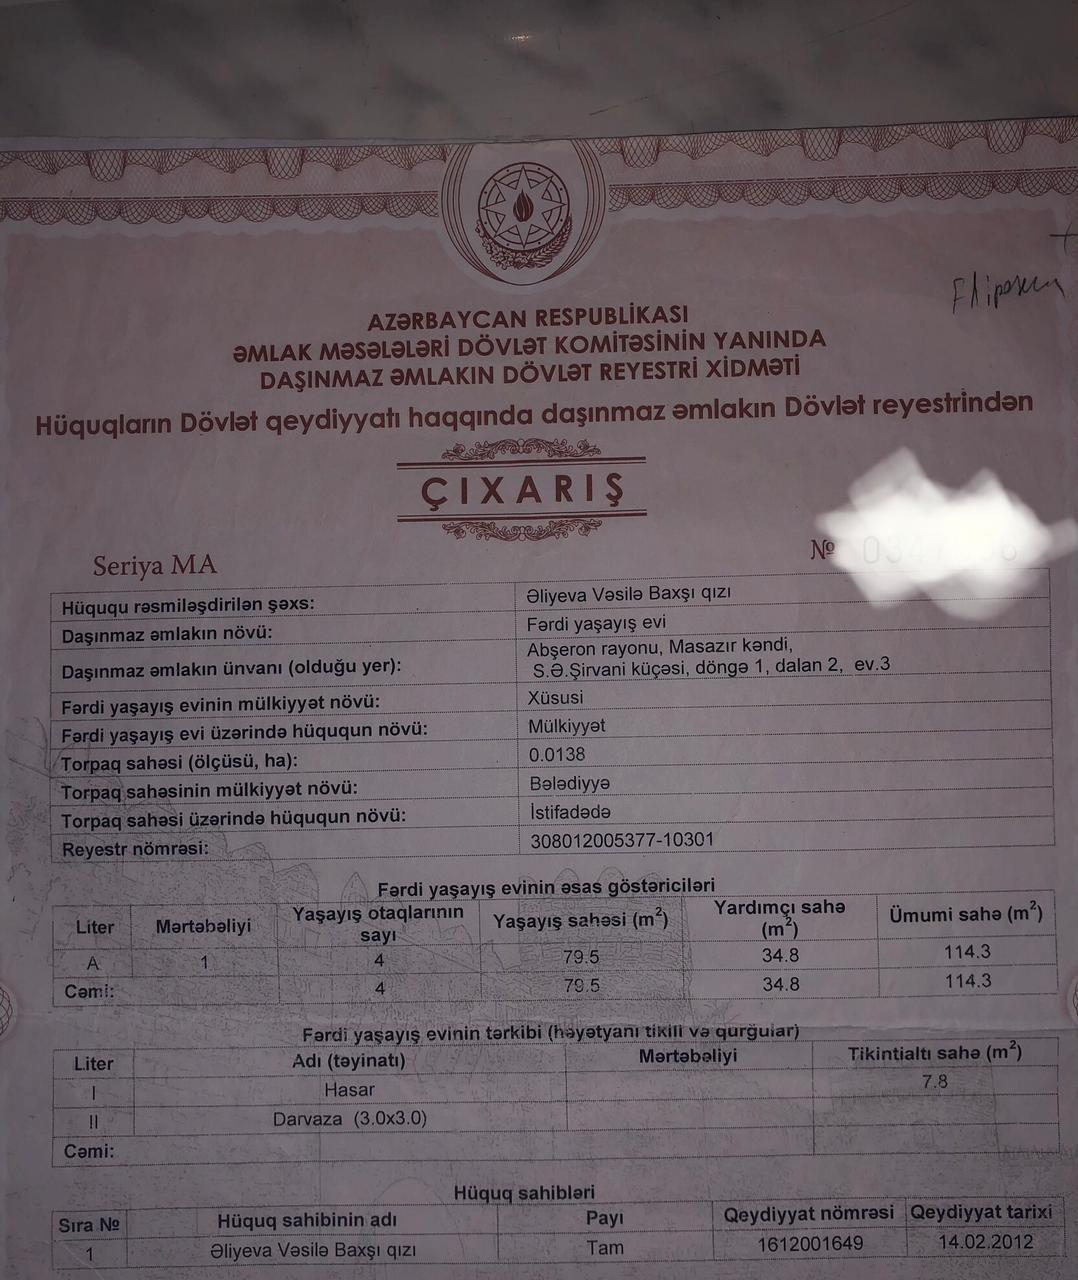 AZƏRBAYCAN RESPUBLİKASI
ƏMLAK MƏSƏLƏLƏRİ DÖVLƏT KOMİTƏSİNİN YANINDA
DAŞINMAZ ƏMLAKIN DÖVLƏT REYESTRİ XİDMƏTİ
Hüquqların Dövlət qeydiyyatı haqqında daşınmaz əmlakın Dövlət reyestrindən
ÇIXARIŞ
Seriya MA №
Hüququ rəsmiləşdirilən şəxs: Əliyeva Vəsilə Baxşı qızı
Daşınmaz əmlakın növü: Fərdi yaşayış evi
Daşınmaz əmlakın ünvanı (olduğu yer): Abşeron rayonu, Masazır kəndi,
S.Ə.Şirvani küçəsi, döngə 1, dalan 2, ev.3
Fərdi yaşayış evinin mülkiyyət növü: Xüsusi
Fərdi yaşayış evi üzərində hüququn növü: Mülkiyyət
Torpaq sahəsi (ölçüsü, ha): 0.0138
Torpaq sahəsinin mülkiyyət növü: Bələdiyyə
Torpaq sahəsi üzərində hüququn növü: İstifadədə
Reyestr nömrəsi: 308012005377-10301
Fərdi yaşayış evinin əsas göstəriciləri
Liter Mərtəbəliyi Yaşayış otaqlarının sayı Yaşayış sahəsi (m²) Yardımçı sahə (m²) Ümumi sahə (m²)
A 1 4 79.5 34.8 114.3
Cəmi: 4 79.5 34.8 114.3
Fərdi yaşayış evinin tərkibi (həyətyanı tikili və qurğular)
Liter Adı (təyinatı) Mərtəbəliyi Tikintialtı sahə (m²)
I Hasar 7.8
II Darvaza (3.0x3.0)
Cəmi:
Hüquq sahibləri
Sıra № Hüquq sahibinin adı Payı Qeydiyyat nömrəsi Qeydiyyat tarixi
1 Əliyeva Vəsilə Baxşı qızı Tam 1612001649 14.02.2012